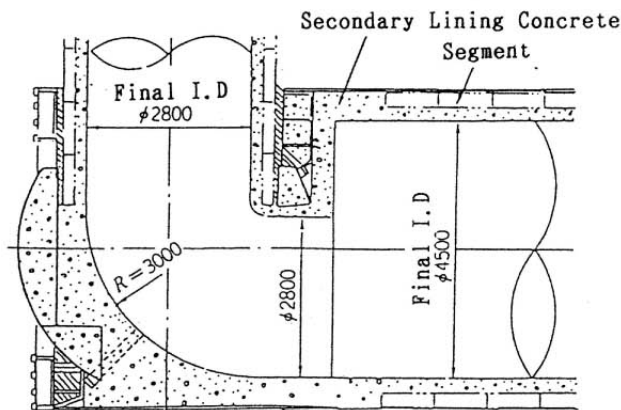 Secondary Lining Concrete
Segment
Final I.D
φ2800
R=3000
φ2800
Final I.D
φ4500